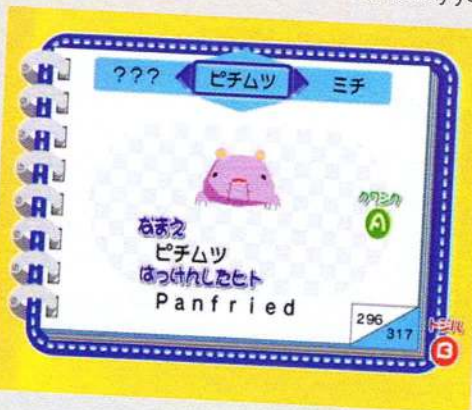 ??? ピチムツ ミチ
クワシク
A
なまえ
ピチムツ
はっけんしたヒト
Panfried
296
317
トジル
B